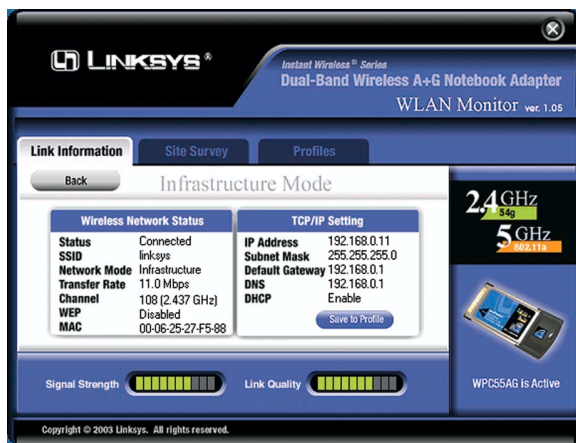 LINKSYS®
Instant Wireless® Series
Dual-Band Wireless A+G Notebook Adapter
WLAN Monitor ver. 1.05
Link Information
Site Survey
Profiles
Back
Infrastructure Mode
Wireless Network Status
Status Connected
SSID linksys
Network Mode Infrastructure
Transfer Rate 11.0 Mbps
Channel 108 (2.437 GHz)
WEP Disabled
MAC 00-06-25-27-F5-88
TCP/IP Setting
IP Address 192.168.0.11
Subnet Mask 255.255.255.0
Default Gateway 192.168.0.1
DNS 192.168.0.1
DHCP Enable
Save to Profile
2.4GHz
54g
5GHz
802.11a
Signal Strength
Link Quality
WPC55AG is Active
Copyright © 2003 Linksys. All rights reserved.